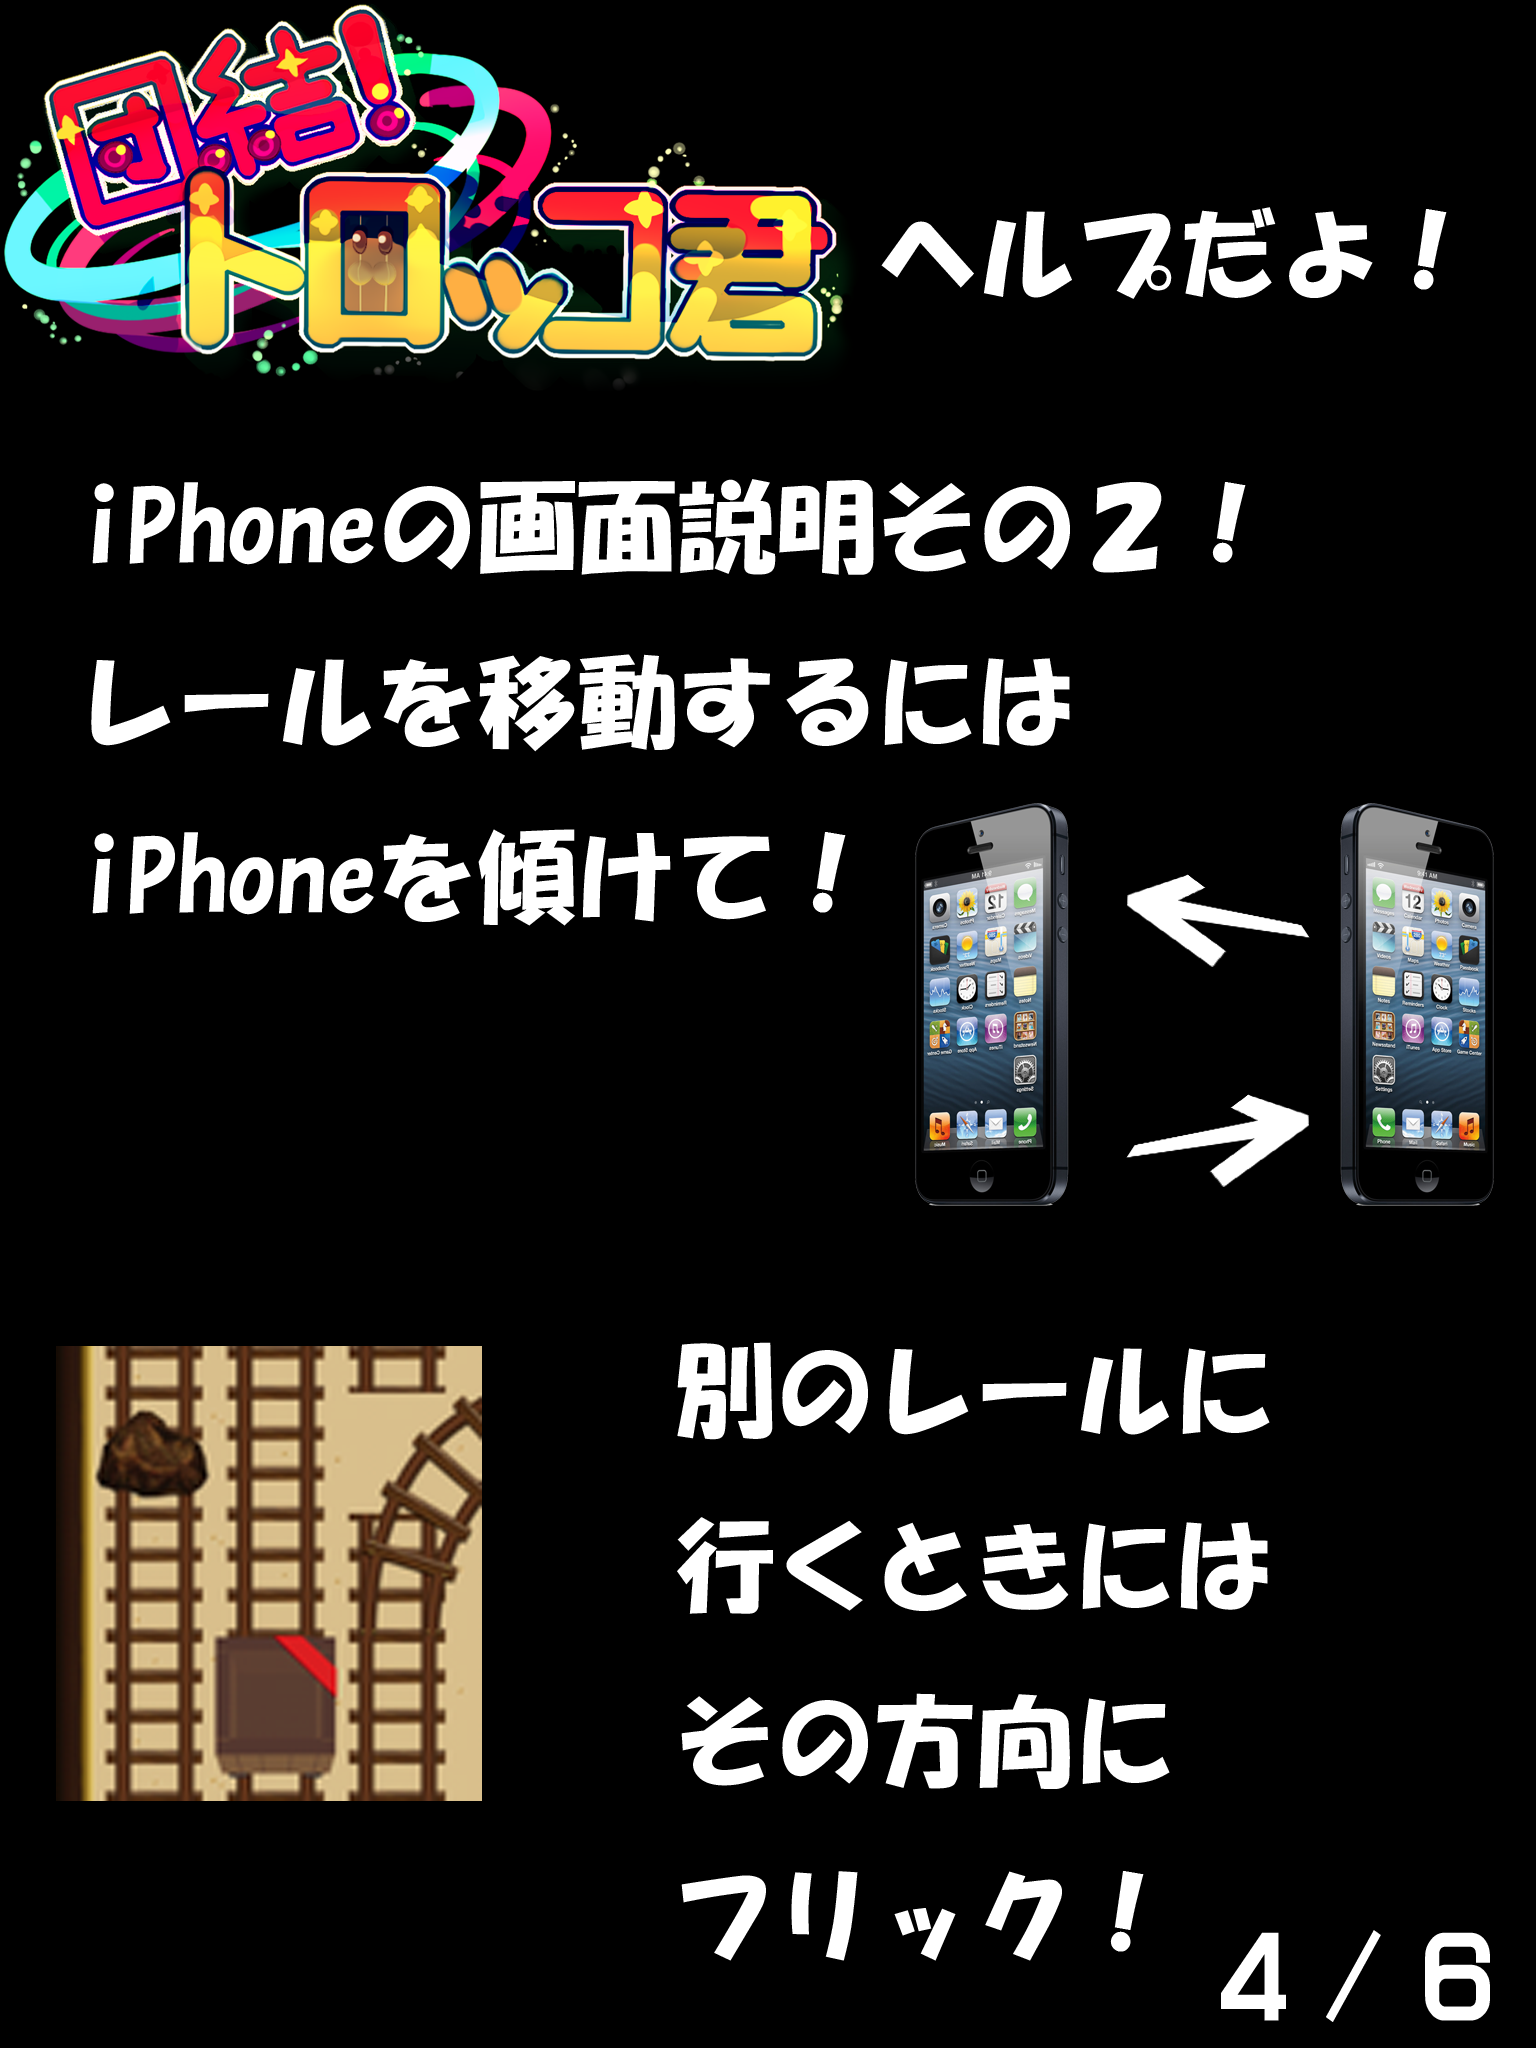 団結!
トロッコ君
ヘルプだよ！
iPhoneの画面説明その２！
レールを移動するには
iPhoneを傾けて！
別のレールに
行くときには
その方向に
フリック！
４／６